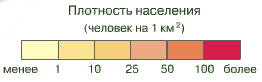 Плотность населения
(человек на 1 км²)
менее 1 10 25 50 100 более